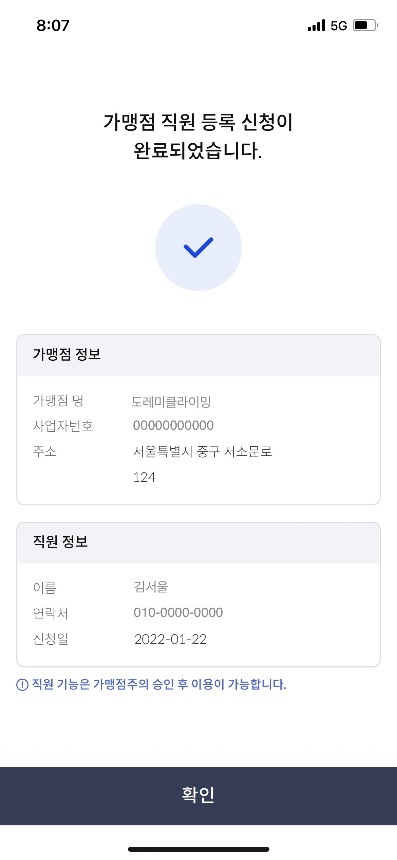 8:07
5G
가맹점 직원 등록 신청이
완료되었습니다.
가맹점 정보
가맹점 명 도레미클라이밍
사업자번호 00000000000
주소 서울특별시 중구 서소문로
124
직원 정보
이름 김서울
연락처 010-0000-0000
신청일 2022-01-22
직원 기능은 가맹점주의 승인 후 이용이 가능합니다.
확인